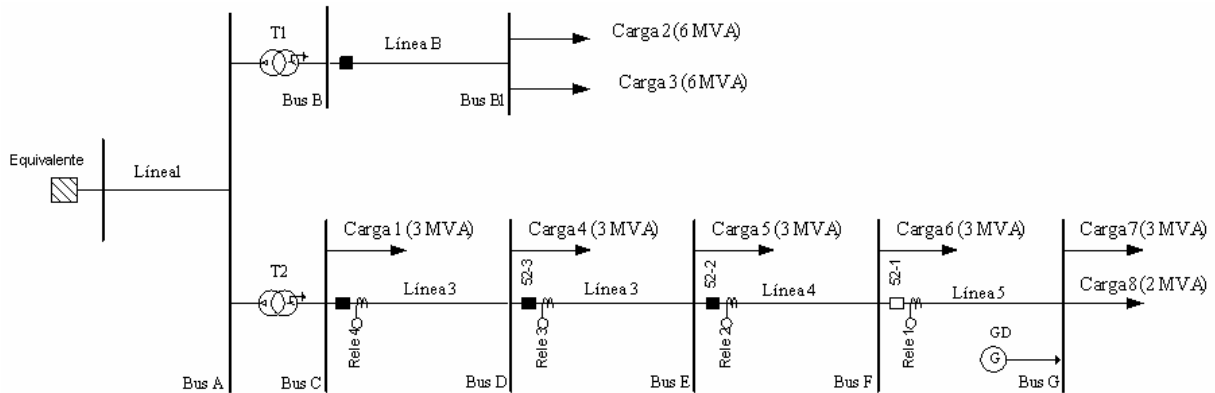 T1
Línea B
Carga 2 (6 MVA)
Carga 3 (6 MVA)
Bus B
Bus B1
Equivalente
Línea1
Carga 1 (3 MVA)
Carga 4 (3 MVA)
Carga 5 (3 MVA)
Carga 6 (3 MVA)
Carga 7 (3 MVA)
T2
52-3
52-2
52-1
Carga 8 (2 MVA)
Línea 3
Línea 3
Línea 4
Línea 5
Rele 4
Rele 3
Rele 2
Rele 1
GD
G
Bus A
Bus C
Bus D
Bus E
Bus F
Bus G